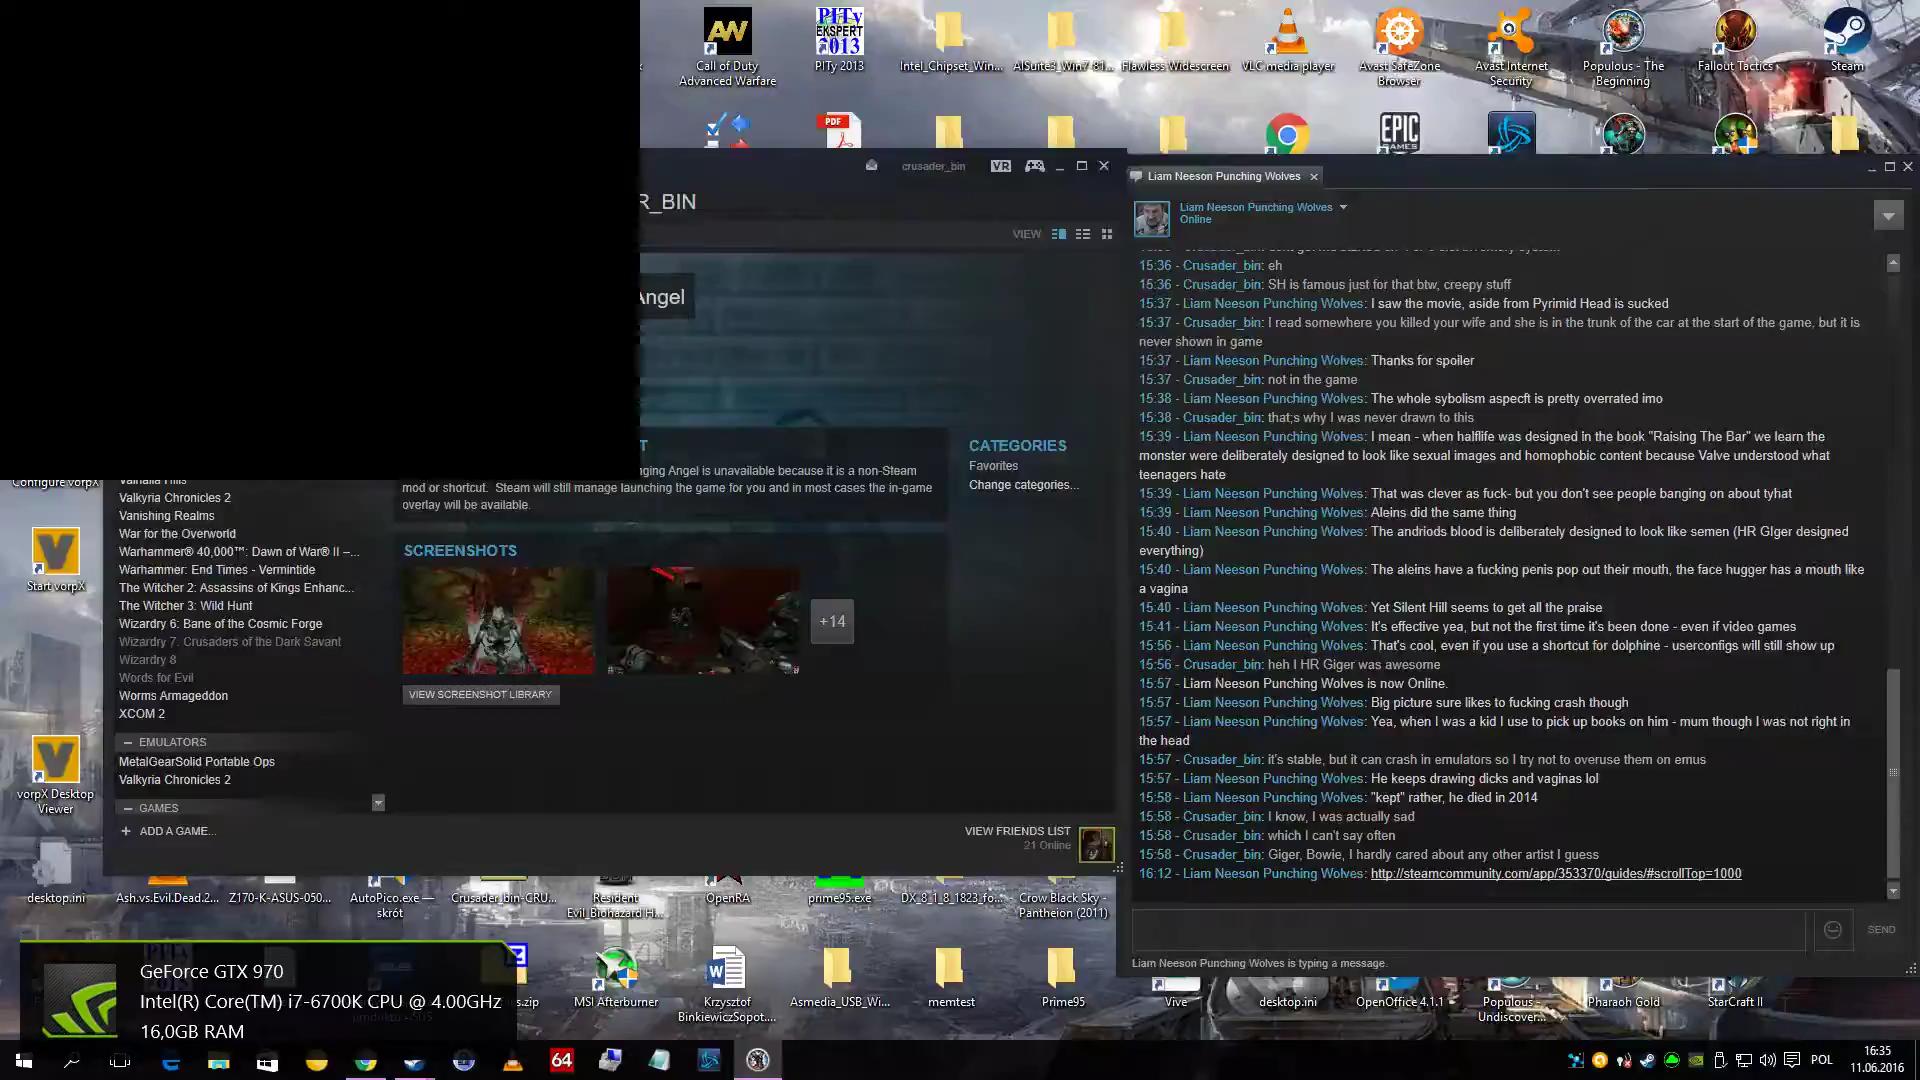 Call of Duty
Advanced Warfare
PITy
EKSPERT
2013
PITy 2013
Intel_Chipset_Win...
AISuite3_Win7-81...
Flawless Widescreen
VLC media player
Avast SafeZone
Browser
Avast Internet
Security
Populous - The
Beginning
Fallout Tactics
Steam
PDF
EPIC
GAMES
crusader_bin
VR
R_BIN
VIEW
Angel
T
nging Angel is unavailable because it is a non-Steam
mod or shortcut. Steam will still manage launching the game for you and in most cases the in-game
overlay will be available.
CATEGORIES
Favorites
Change categories...
SCREENSHOTS
+14
VIEW SCREENSHOT LIBRARY
Configure vorpX
Start vorpX
vorpX Desktop
Viewer
Valhalla Hills
Valkyria Chronicles 2
Vanishing Realms
War for the Overworld
Warhammer® 40,000™: Dawn of War® II –...
Warhammer: End Times - Vermintide
The Witcher 2: Assassins of Kings Enhanc...
The Witcher 3: Wild Hunt
Wizardry 6: Bane of the Cosmic Forge
Wizardry 7. Crusaders of the Dark Savant
Wizardry 8
Words for Evil
Worms Armageddon
XCOM 2
EMULATORS
MetalGearSolid Portable Ops
Valkyria Chronicles 2
GAMES
ADD A GAME...
VIEW FRIENDS LIST
21 Online
Liam Neeson Punching Wolves
Liam Neeson Punching Wolves
Online
15:36 - Crusader_bin: eh
15:36 - Crusader_bin: SH is famous just for that btw, creepy stuff
15:37 - Liam Neeson Punching Wolves: I saw the movie, aside from Pyrimid Head is sucked
15:37 - Crusader_bin: I read somewhere you killed your wife and she is in the trunk of the car at the start of the game, but it is
never shown in game
15:37 - Liam Neeson Punching Wolves: Thanks for spoiler
15:37 - Crusader_bin: not in the game
15:38 - Liam Neeson Punching Wolves: The whole sybolism aspecft is pretty overrated imo
15:38 - Crusader_bin: that;s why I was never drawn to this
15:39 - Liam Neeson Punching Wolves: I mean - when halflife was designed in the book "Raising The Bar" we learn the
monster were deliberately designed to look like sexual images and homophobic content because Valve understood what
teenagers hate
15:39 - Liam Neeson Punching Wolves: That was clever as fuck- but you don't see people banging on about tyhat
15:39 - Liam Neeson Punching Wolves: Aleins did the same thing
15:40 - Liam Neeson Punching Wolves: The andriods blood is deliberately designed to look like semen (HR GIger designed
everything)
15:40 - Liam Neeson Punching Wolves: The aleins have a fucking penis pop out their mouth, the face hugger has a mouth like
a vagina
15:40 - Liam Neeson Punching Wolves: Yet Silent Hill seems to get all the praise
15:41 - Liam Neeson Punching Wolves: It's effective yea, but not the first time it's been done - even if video games
15:56 - Liam Neeson Punching Wolves: That's cool, even if you use a shortcut for dolphine - userconfigs will still show up
15:56 - Crusader_bin: heh I HR Giger was awesome
15:57 - Liam Neeson Punching Wolves is now Online.
15:57 - Liam Neeson Punching Wolves: Big picture sure likes to fucking crash though
15:57 - Liam Neeson Punching Wolves: Yea, when I was a kid I use to pick up books on him - mum though I was not right in
the head
15:57 - Crusader_bin: it's stable, but it can crash in emulators so I try not to overuse them on emus
15:57 - Liam Neeson Punching Wolves: He keeps drawing dicks and vaginas lol
15:58 - Liam Neeson Punching Wolves: "kept" rather, he died in 2014
15:58 - Crusader_bin: I know, I was actually sad
15:58 - Crusader_bin: which I can't say often
15:58 - Crusader_bin: Giger, Bowie, I hardly cared about any other artist I guess
16:12 - Liam Neeson Punching Wolves: http://steamcommunity.com/app/353370/guides/#scrollTop=1000
SEND
Liam Neeson Punching Wolves is typing a message.
desktop.ini
Ash.vs.Evil.Dead.2...
Z170-K-ASUS-050...
AutoPico.exe —
skrót
Crusader_bin-CRU...
Resident
Evil_Biohazard H...
OpenRA
prime95.exe
DX_8_1_8_1823_fo...
Crow Black Sky -
Pantheion (2011)
GeForce GTX 970
Intel(R) Core(TM) i7-6700K CPU @ 4.00GHz
16,0GB RAM
s.zip
MSI Afterburner
Krzysztof
BinkiewiczSopot....
Asmedia_USB_Wi...
memtest
Prime95
Vive
desktop.ini
OpenOffice 4.1.1
Populous -
Undiscover...
Pharaoh Gold
StarCraft II
64
POL
16:35
11.06.2016